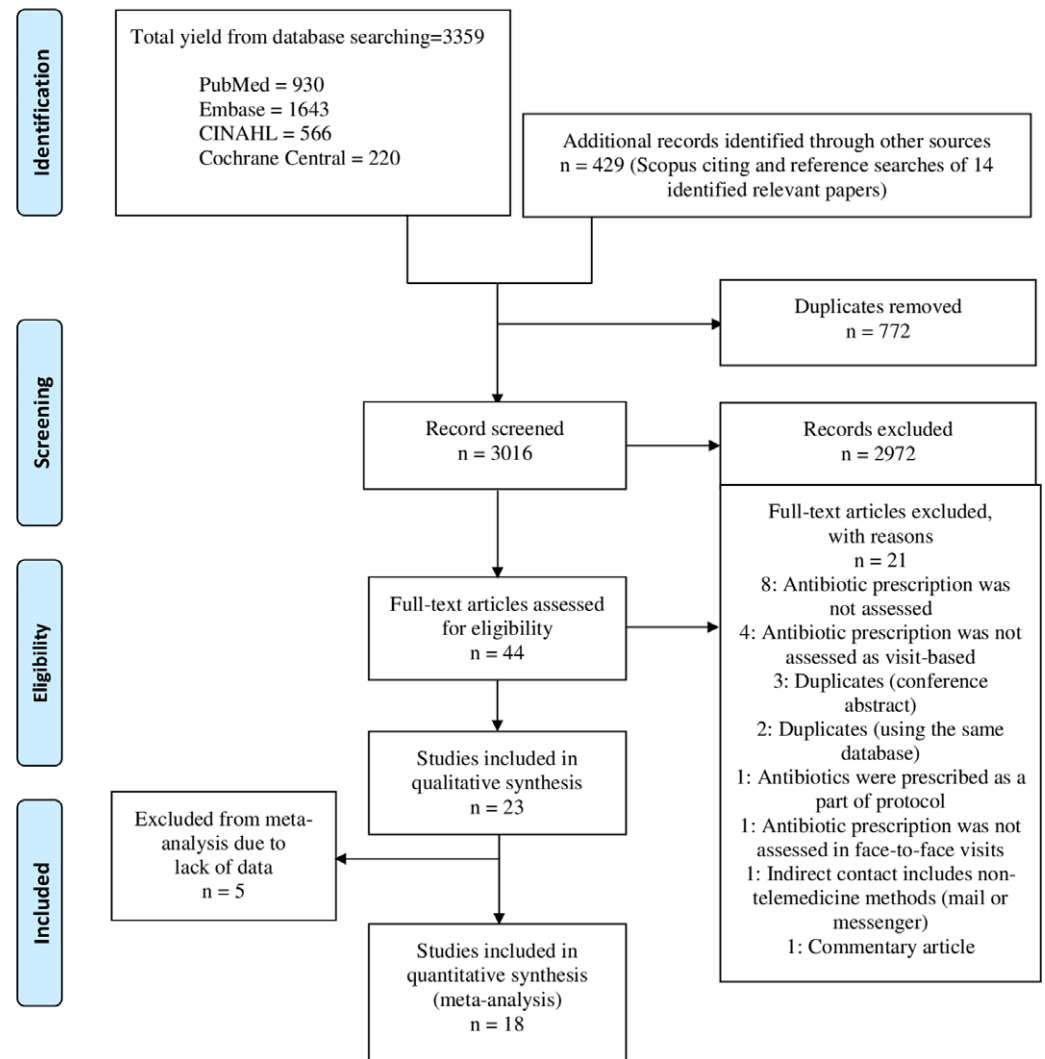 Identification
Total yield from database searching=3359
PubMed = 930
Embase = 1643
CINAHL = 566
Cochrane Central = 220
Additional records identified through other sources
n = 429 (Scopus citing and reference searches of 14
identified relevant papers)
Duplicates removed
n = 772
Screening
Record screened
n = 3016
Records excluded
n = 2972
Eligibility
Full-text articles assessed
for eligibility
n = 44
Full-text articles excluded,
with reasons
n = 21
8: Antibiotic prescription was
not assessed
4: Antibiotic prescription was not
assessed as visit-based
3: Duplicates (conference
abstract)
2: Duplicates (using the same
database)
1: Antibiotics were prescribed as a
part of protocol
1: Antibiotic prescription was not
assessed in face-to-face visits
1: Indirect contact includes non-
telemedicine methods (mail or
messenger)
1: Commentary article
Studies included in
qualitative synthesis
n = 23
Included
Excluded from meta-
analysis due to
lack of data
n = 5
Studies included in
quantitative synthesis
(meta-analysis)
n = 18